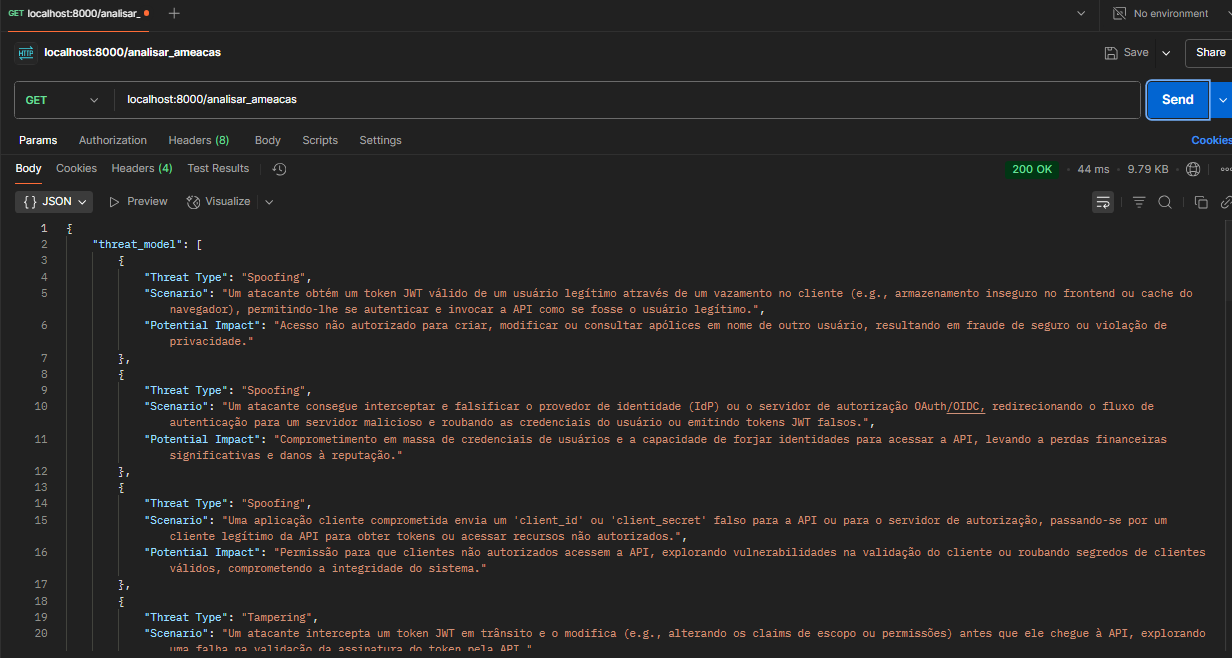 GET localhost:8000/analisar_
No environment
HTTP localhost:8000/analisar_ameacas
Save
Share
GET
localhost:8000/analisar_ameacas
Send
Params Authorization Headers (8) Body Scripts Settings
Cookies
Body Cookies Headers (4) Test Results
200 OK · 44 ms · 9.79 KB
{} JSON Preview Visualize
1 {
2 "threat_model": [
3 {
4 "Threat Type": "Spoofing",
5 "Scenario": "Um atacante obtém um token JWT válido de um usuário legítimo através de um vazamento no cliente (e.g., armazenamento inseguro no frontend ou cache do
navegador), permitindo-lhe se autenticar e invocar a API como se fosse o usuário legítimo.",
6 "Potential Impact": "Acesso não autorizado para criar, modificar ou consultar apólices em nome de outro usuário, resultando em fraude de seguro ou violação de
privacidade."
7 },
8 {
9 "Threat Type": "Spoofing",
10 "Scenario": "Um atacante consegue interceptar e falsificar o provedor de identidade (IdP) ou o servidor de autorização OAuth/OIDC, redirecionando o fluxo de
autenticação para um servidor malicioso e roubando as credenciais do usuário ou emitindo tokens JWT falsos.",
11 "Potential Impact": "Comprometimento em massa de credenciais de usuários e a capacidade de forjar identidades para acessar a API, levando a perdas financeiras
significativas e danos à reputação."
12 },
13 {
14 "Threat Type": "Spoofing",
15 "Scenario": "Uma aplicação cliente comprometida envia um 'client_id' ou 'client_secret' falso para a API ou para o servidor de autorização, passando-se por um
cliente legítimo da API para obter tokens ou acessar recursos não autorizados.",
16 "Potential Impact": "Permissão para que clientes não autorizados acessem a API, explorando vulnerabilidades na validação do cliente ou roubando segredos de clientes
válidos, comprometendo a integridade do sistema."
17 },
18 {
19 "Threat Type": "Tampering",
20 "Scenario": "Um atacante intercepta um token JWT em trânsito e o modifica (e.g., alterando os claims de escopo ou permissões) antes que ele chegue à API, explorando
uma falha na validação da assinatura do token pela API."